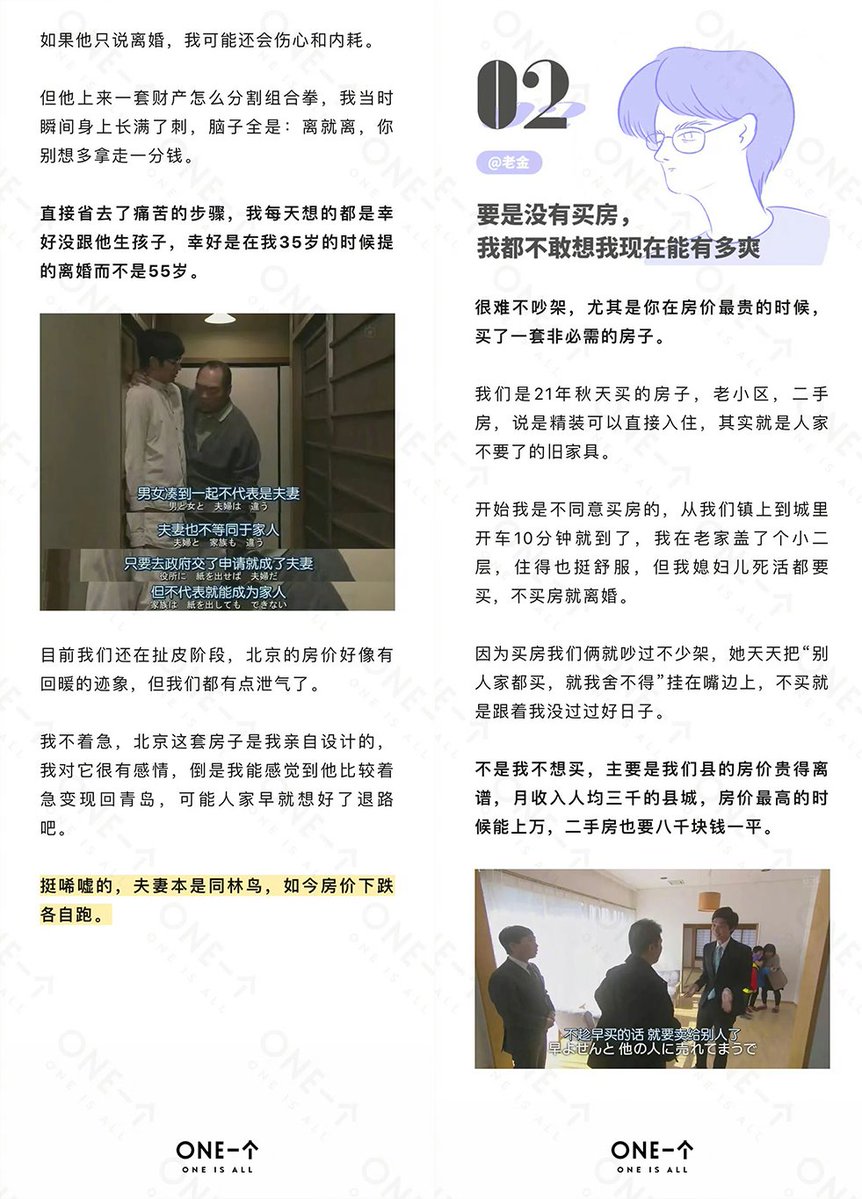 如果他只说离婚，我可能还会伤心和内耗。
但他上来一套财产怎么分割组合拳，我当时
瞬间身上长满了刺，脑子全是：离就离，你
别想多拿走一分钱。
直接省去了痛苦的步骤，我每天想的都是幸
好没跟他生孩子，幸好是在我35岁的时候提
的离婚而不是55岁。
男女凑到一起不代表是夫妻
男と女と 夫婦は 違う
夫妻也不等同于家人
夫婦と 家族も 違う
只要去政府交了申请就成了夫妻
役所に 紙を出せば 夫婦だ
但不代表就能成为家人
家族は 紙を出しても できない
目前我们还在扯皮阶段，北京的房价好像有
回暖的迹象，但我们都有点泄气了。
我不着急，北京这套房子是我亲自设计的，
我对它很有感情，倒是我能感觉到他比较着
急变现回青岛，可能人家早就想好了退路
吧。
挺唏嘘的，夫妻本是同林鸟，如今房价下跌
各自跑。
ONE一个
ONE IS ALL
02
@老金
要是没有买房，
我都不敢想我现在能有多爽
很难不吵架，尤其是你在房价最贵的时候，
买了一套非必需的房子。
我们是21年秋天买的房子，老小区，二手
房，说是精装可以直接入住，其实就是人家
不要了的旧家具。
开始我是不同意买房的，从我们镇上到城里
开车10分钟就到了，我在老家盖了个小二
层，住得也挺舒服，但我媳妇儿死活都要
买，不买房就离婚。
因为买房我们俩就吵过不少架，她天天把“别
人家都买，就我舍不得”挂在嘴边上，不买就
是跟着我没过过好日子。
不是我不想买，主要是我们县的房价贵得离
谱，月收入人均三千的县城，房价最高的时
候能上万，二手房也要八千块钱一平。
不趁早买的话 就要卖给别人了
早よせんと 他の人に売れてまうで
ONE一个
ONE IS ALL